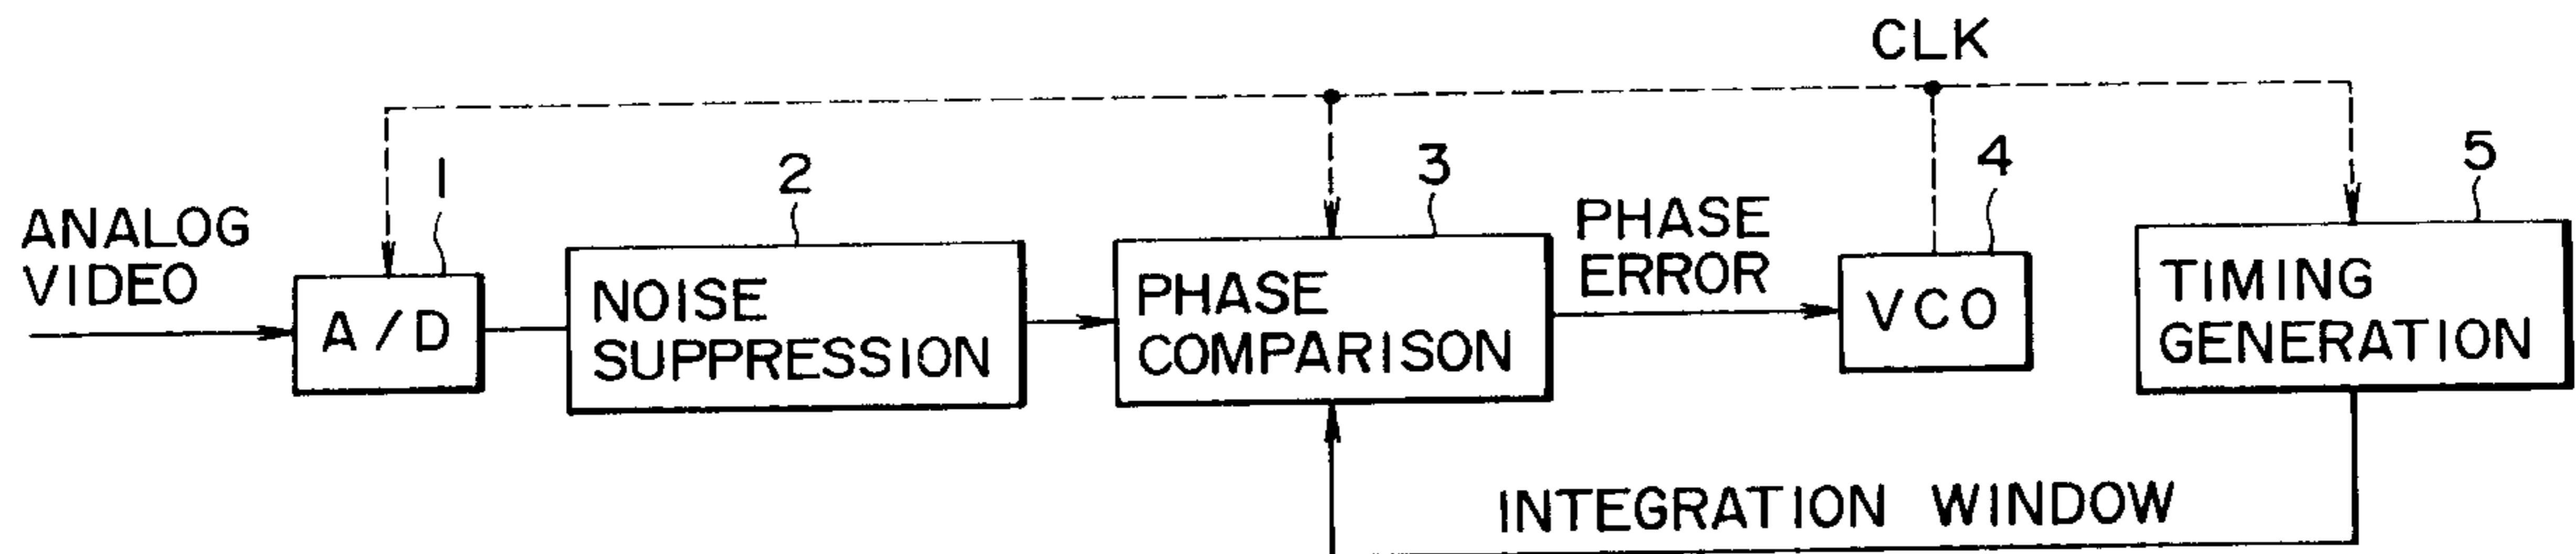 CLK
1
2
3
4
5
ANALOG
VIDEO
A/D
NOISE
SUPPRESSION
PHASE
COMPARISON
PHASE
ERROR
VCO
TIMING
GENERATION
INTEGRATION WINDOW